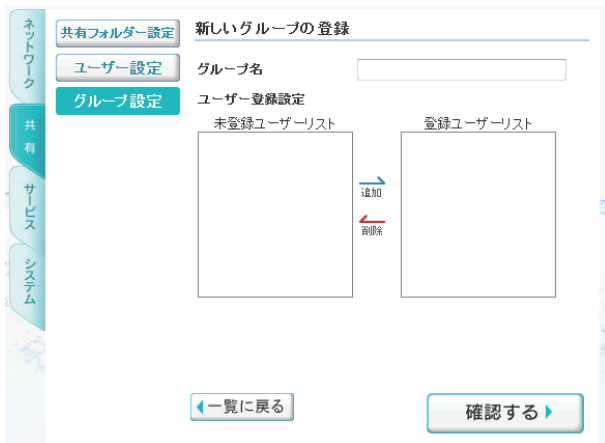 ネットワーク
共有
サービス
システム
共有フォルダー設定
ユーザー設定
グループ設定
新しいグループの登録
グループ名
ユーザー登録設定
未登録ユーザーリスト
登録ユーザーリスト
追加
削除
一覧に戻る
確認する